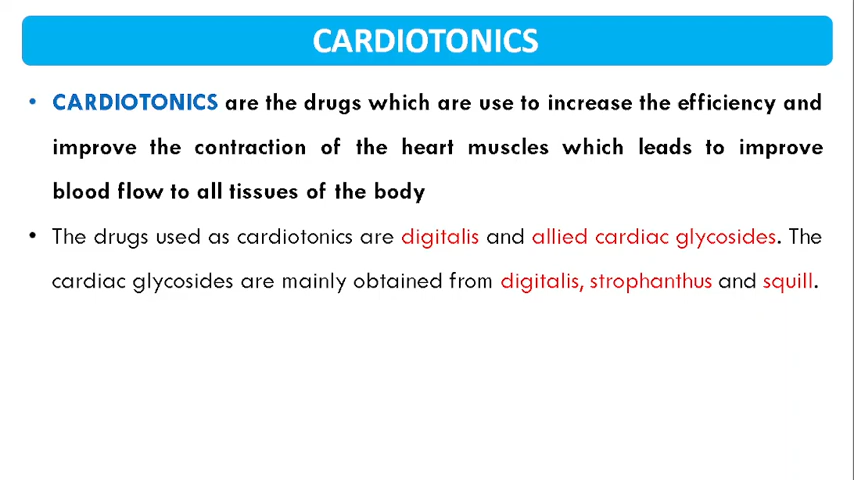 CARDIOTONICS
• CARDIOTONICS are the drugs which are use to increase the efficiency and
improve the contraction of the heart muscles which leads to improve
blood flow to all tissues of the body
• The drugs used as cardiotonics are digitalis and allied cardiac glycosides. The
cardiac glycosides are mainly obtained from digitalis, strophanthus and squill.